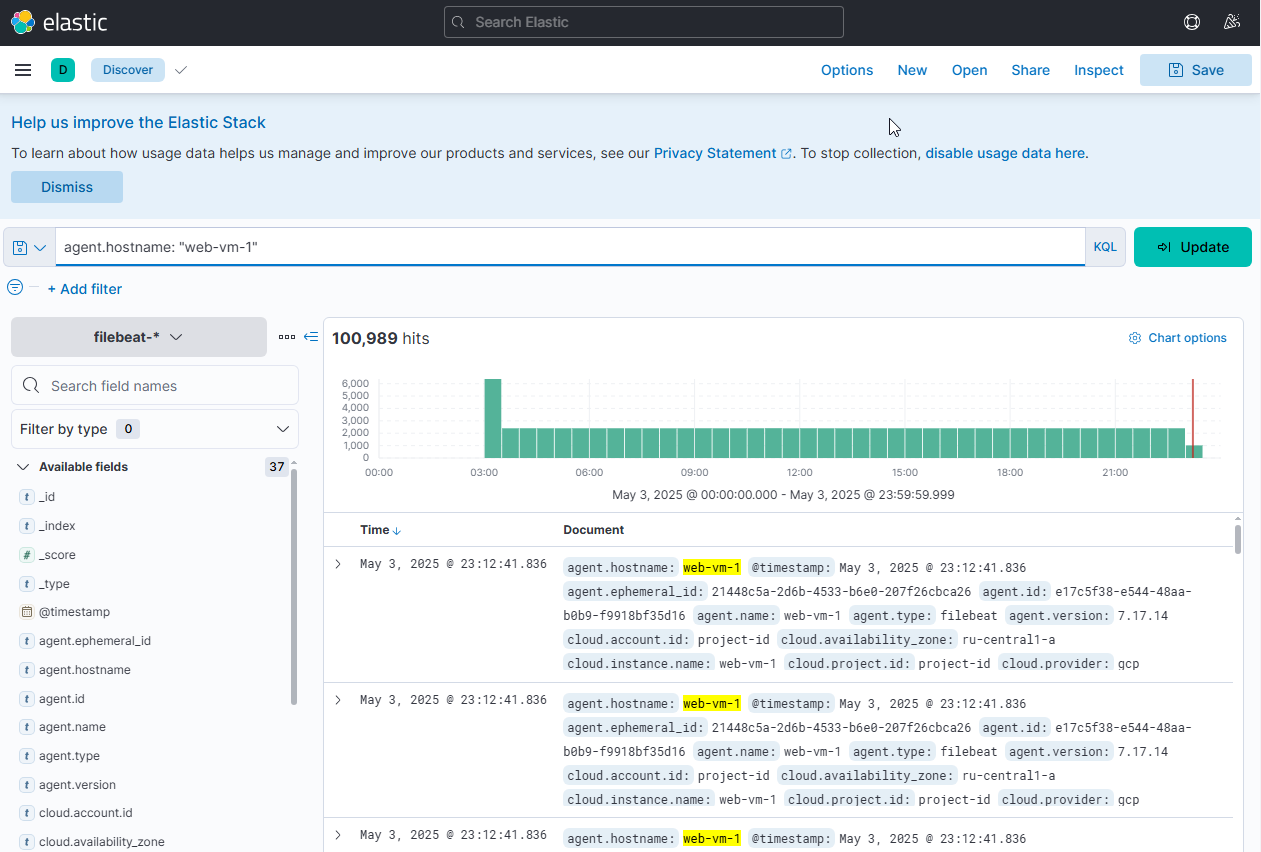 elastic
Search Elastic
D
Discover
Options
New
Open
Share
Inspect
Save
Help us improve the Elastic Stack
To learn about how usage data helps us manage and improve our products and services, see our Privacy Statement. To stop collection, disable usage data here.
Dismiss
agent.hostname: "web-vm-1"
KQL
Update
+ Add filter
filebeat-*
Search field names
Filter by type 0
Available fields 37
t _id
t _index
# _score
t _type
@timestamp
t agent.ephemeral_id
t agent.hostname
t agent.id
t agent.name
t agent.type
t agent.version
t cloud.account.id
t cloud.availability_zone
100,989 hits
Chart options
6,000
5,000
4,000
3,000
2,000
1,000
0
00:00 03:00 06:00 09:00 12:00 15:00 18:00 21:00
May 3, 2025 @ 00:00:00.000 - May 3, 2025 @ 23:59:59.999
Time Document
May 3, 2025 @ 23:12:41.836
agent.hostname: web-vm-1 @timestamp: May 3, 2025 @ 23:12:41.836
agent.ephemeral_id: 21448c5a-2d6b-4533-b6e0-207f26cbca26 agent.id: e17c5f38-e544-48aa-
b0b9-f9918bf35d16 agent.name: web-vm-1 agent.type: filebeat agent.version: 7.17.14
cloud.account.id: project-id cloud.availability_zone: ru-central1-a
cloud.instance.name: web-vm-1 cloud.project.id: project-id cloud.provider: gcp
May 3, 2025 @ 23:12:41.836
agent.hostname: web-vm-1 @timestamp: May 3, 2025 @ 23:12:41.836
agent.ephemeral_id: 21448c5a-2d6b-4533-b6e0-207f26cbca26 agent.id: e17c5f38-e544-48aa-
b0b9-f9918bf35d16 agent.name: web-vm-1 agent.type: filebeat agent.version: 7.17.14
cloud.account.id: project-id cloud.availability_zone: ru-central1-a
cloud.instance.name: web-vm-1 cloud.project.id: project-id cloud.provider: gcp
May 3, 2025 @ 23:12:41.836
agent.hostname: web-vm-1 @timestamp: May 3, 2025 @ 23:12:41.836